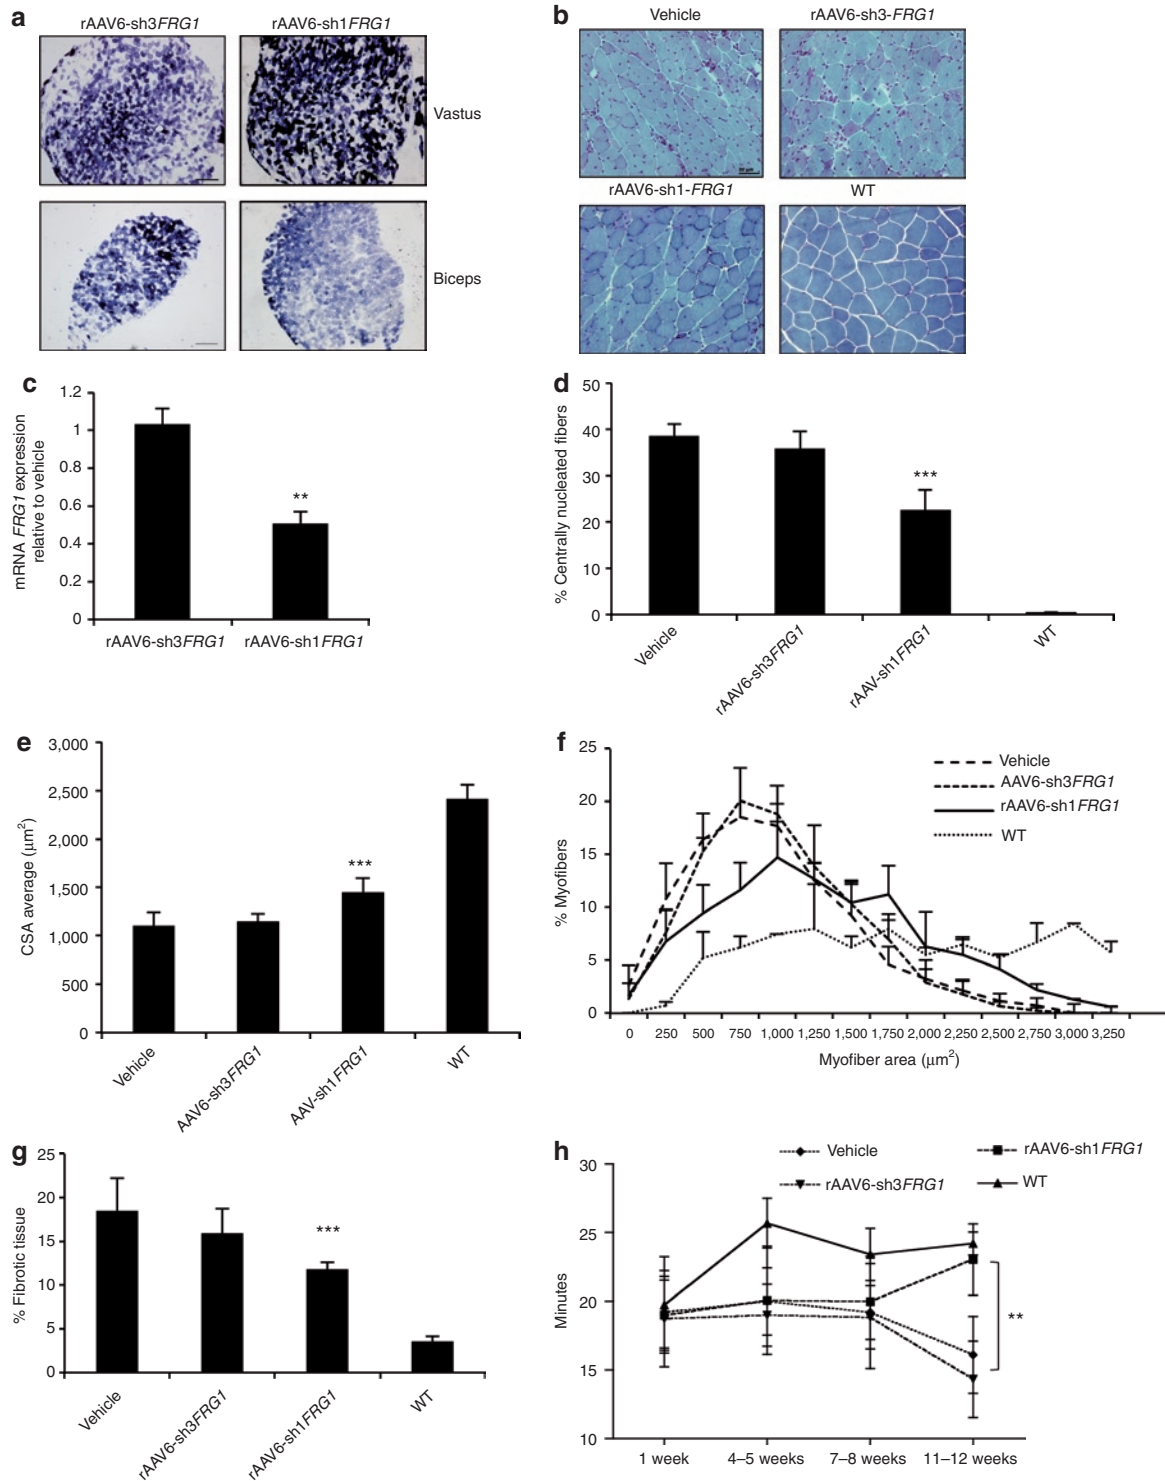 a
rAAV6-sh3FRG1
rAAV6-sh1FRG1
Vastus
Biceps
b
Vehicle
rAAV6-sh3-FRG1
rAAV6-sh1-FRG1
WT
c
mRNA FRG1 expression
relative to vehicle
1.2
1
0.8
0.6
0.4
0.2
0
**
rAAV6-sh3FRG1
rAAV6-sh1FRG1
d
% Centrally nucleated fibers
50
40
30
20
10
0
***
Vehicle
rAAV6-sh3FRG1
rAAV-sh1FRG1
WT
e
CSA average (μm²)
3,000
2,500
2,000
1,500
1,000
500
0
***
Vehicle
AAV6-sh3FRG1
AAV-sh1FRG1
WT
f
% Myofibers
25
20
15
10
5
0
Vehicle
AAV6-sh3FRG1
rAAV6-sh1FRG1
WT
0 250 500 750 1,000 1,250 1,500 1,750 2,000 2,250 2,500 2,750 3,000 3,250
Myofiber area (μm²)
g
% Fibrotic tissue
25
20
15
10
5
0
***
Vehicle
rAAV6-sh3FRG1
rAAV6-sh1FRG1
WT
h
Vehicle
rAAV6-sh1FRG1
rAAV6-sh3FRG1
WT
Minutes
30
25
20
15
10
**
1 week 4–5 weeks 7–8 weeks 11–12 weeks